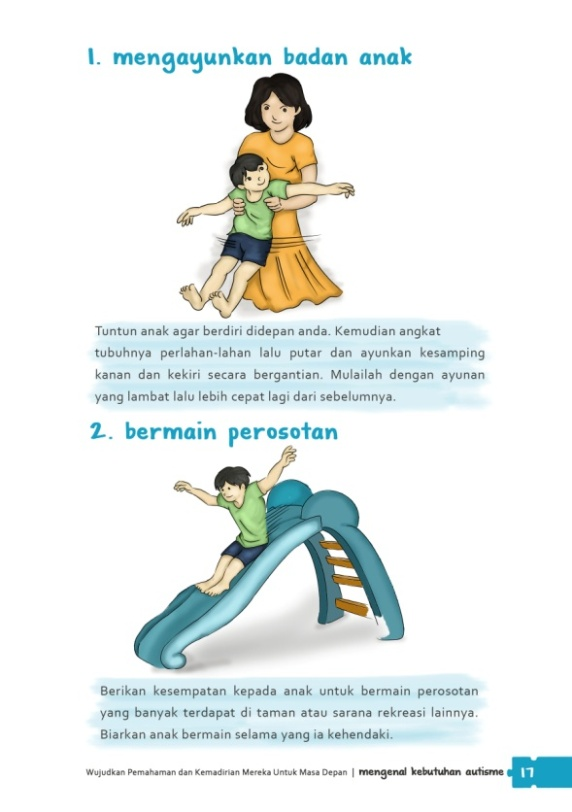 1. mengayunkan badan anak
Tuntun anak agar berdiri didepan anda. Kemudian angkat
tubuhnya perlahan-lahan lalu putar dan ayunkan kesamping
kanan dan kekiri secara bergantian. Mulailah dengan ayunan
yang lambat lalu lebih cepat lagi dari sebelumnya.
2. bermain perosotan
Berikan kesempatan kepada anak untuk bermain perosotan
yang banyak terdapat di taman atau sarana rekreasi lainnya.
Biarkan anak bermain selama yang ia kehendaki.
Wujudkan Pemahaman dan Kemadirian Mereka Untuk Masa Depan | mengenal kebutuhan autisme 17